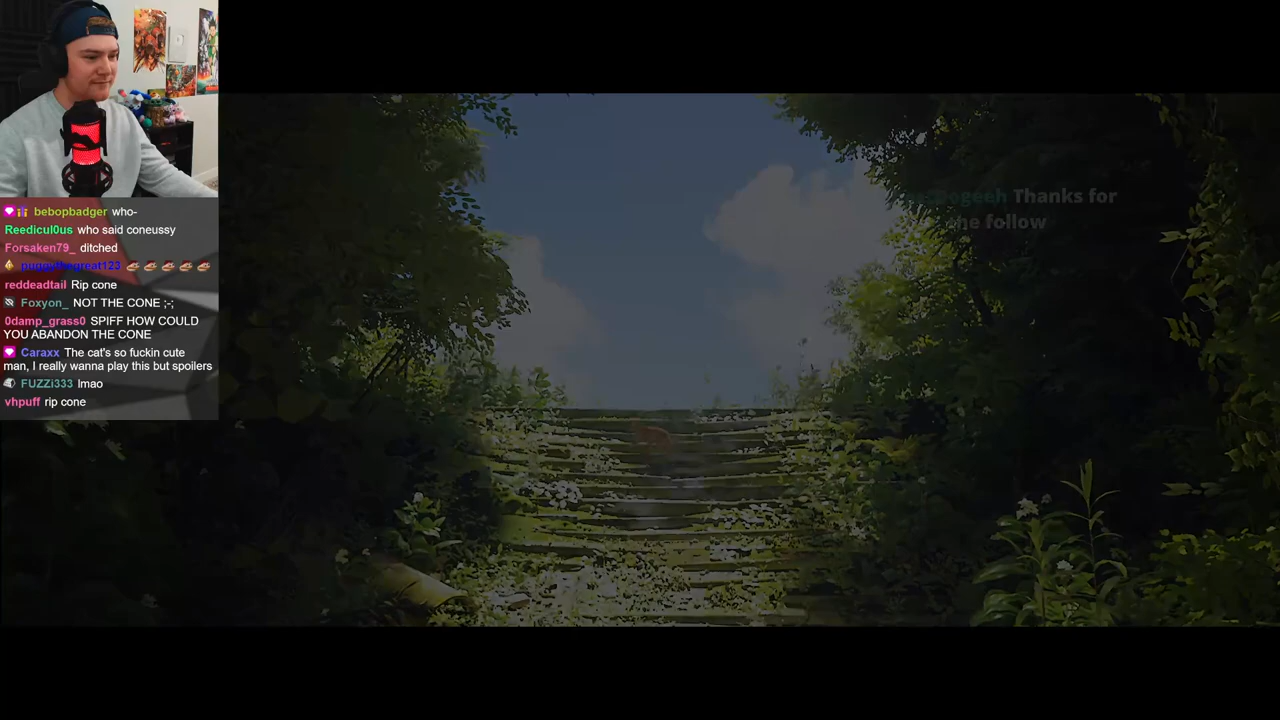 bebopbadger who-
Reedicul0us who said coneussy
Forsaken79_ ditched
reddeadtail Rip cone
Foxyon_ NOT THE CONE ;-;
0damp_grass0 SPIFF HOW COULD
YOU ABANDON THE CONE
Caraxx The cat's so fuckin cute
man, I really wanna play this but spoilers
FUZZi333 lmao
vhpuff rip cone
Thanks for
the follow